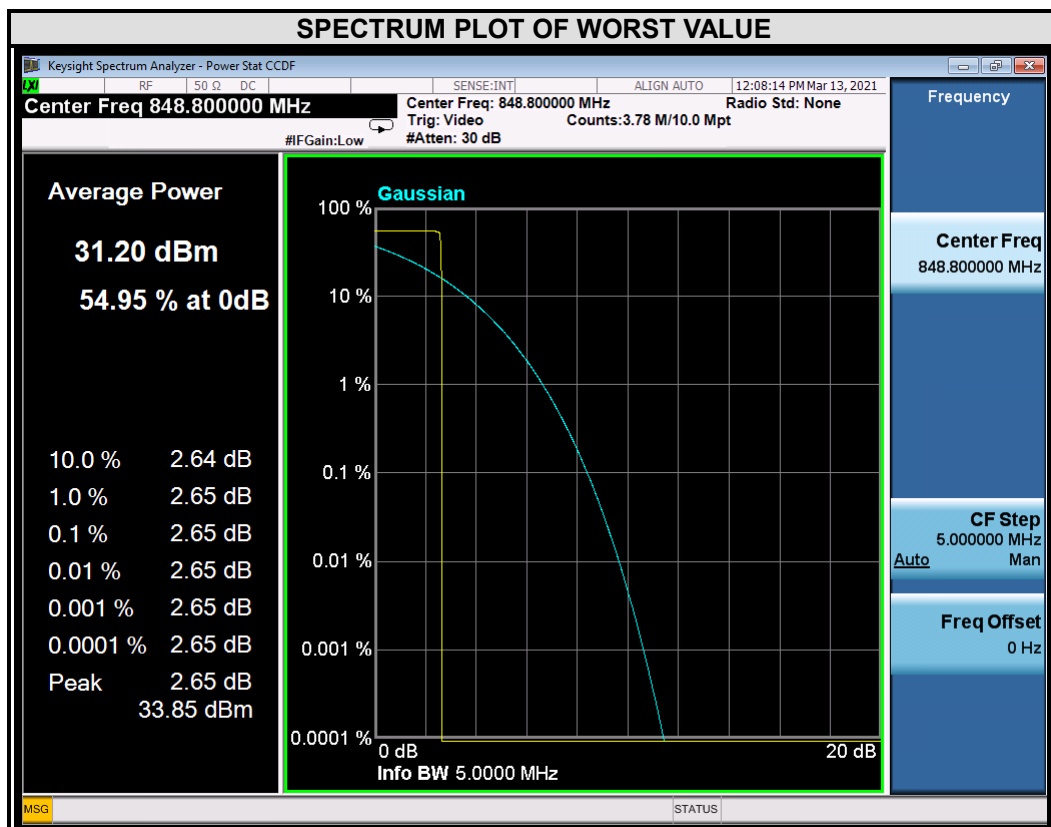 SPECTRUM PLOT OF WORST VALUE
Keysight Spectrum Analyzer - Power Stat CCDF
LXI RF 50 Ω DC SENSE:INT ALIGN AUTO 12:08:14 PM Mar 13, 2021
Center Freq 848.800000 MHz
Center Freq: 848.800000 MHz Radio Std: None
Trig: Video Counts:3.78 M/10.0 Mpt
#IFGain:Low #Atten: 30 dB
Average Power
31.20 dBm
54.95 % at 0dB
10.0 % 2.64 dB
1.0 % 2.65 dB
0.1 % 2.65 dB
0.01 % 2.65 dB
0.001 % 2.65 dB
0.0001 % 2.65 dB
Peak 2.65 dB
33.85 dBm
Gaussian
100 %
10 %
1 %
0.1 %
0.01 %
0.001 %
0.0001 %
0 dB 20 dB
Info BW 5.0000 MHz
Frequency
Center Freq
848.800000 MHz
CF Step
5.000000 MHz
Auto Man
Freq Offset
0 Hz
MSG STATUS